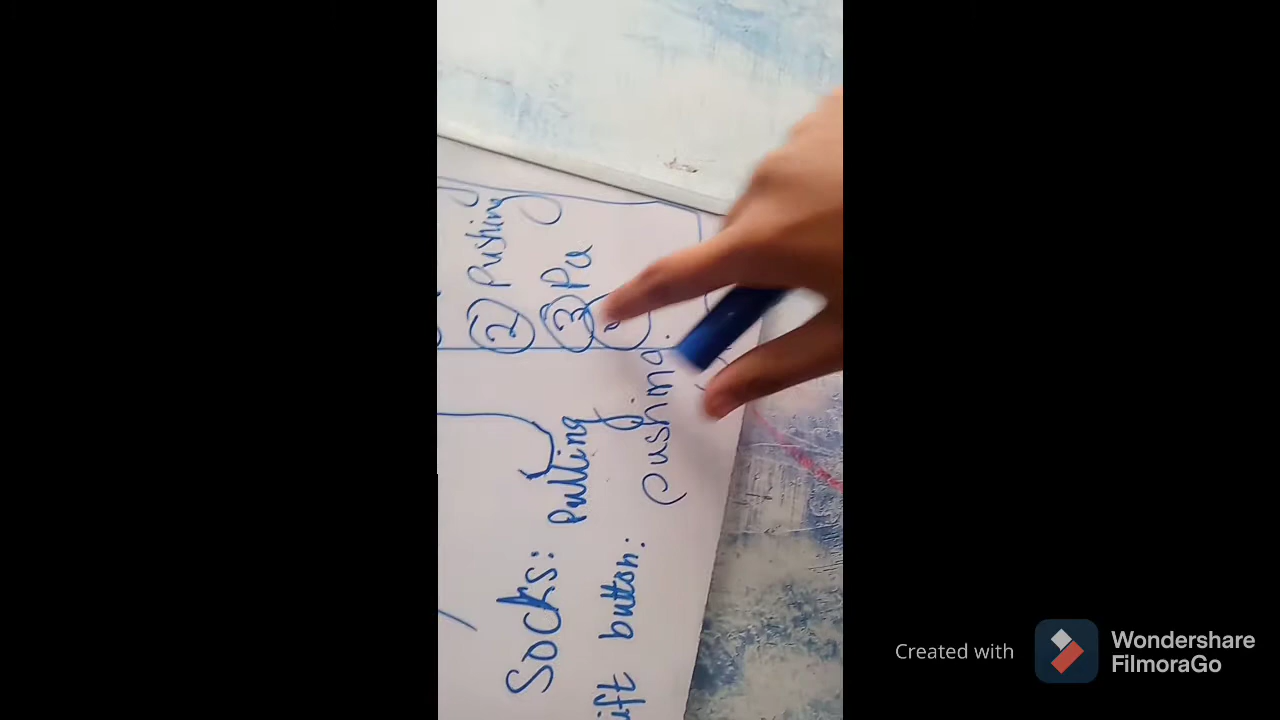 ② Pushing
③ Pu
Socks: pulling
ift button: pushing.
Created with
Wondershare
FilmoraGo